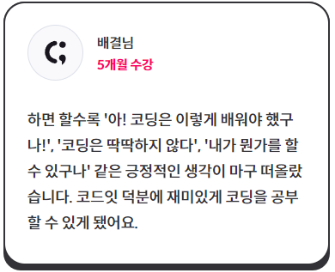 배결님
5개월 수강
하면 할수록 '아! 코딩은 이렇게 배워야 했구
나!', '코딩은 딱딱하지 않다', '내가 뭔가를 할
수 있구나' 같은 긍정적인 생각이 마구 떠올랐
습니다. 코드잇 덕분에 재미있게 코딩을 공부
할 수 있게 됐어요.